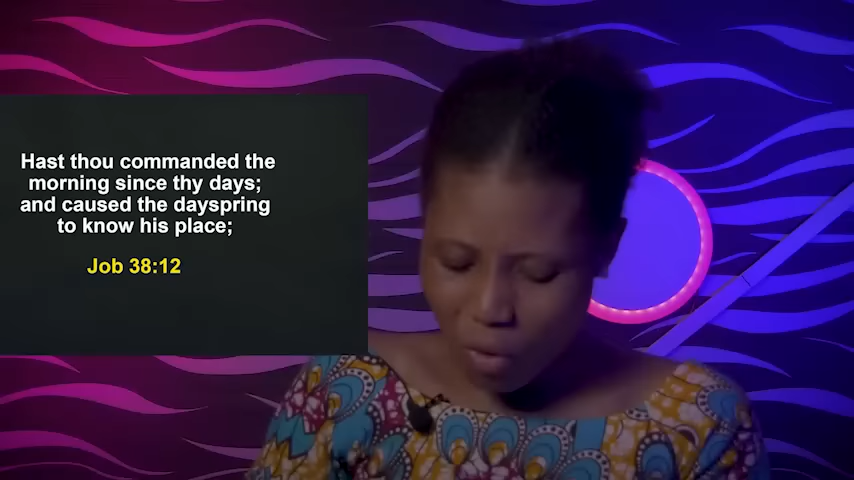 Hast thou commanded the
morning since thy days;
and caused the dayspring
to know his place;
Job 38:12